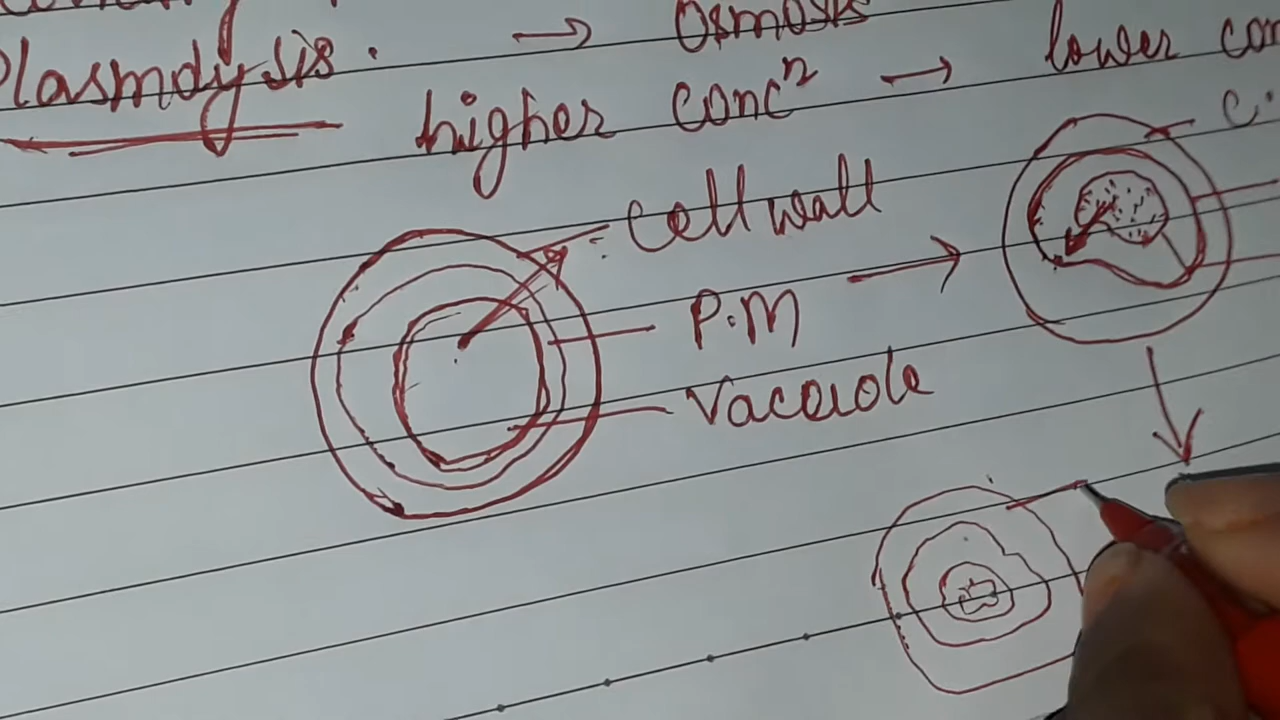 Plasmolysis. → Osmosis
higher concⁿ → lower con
C.
Cell wall
P.M
Vacuole